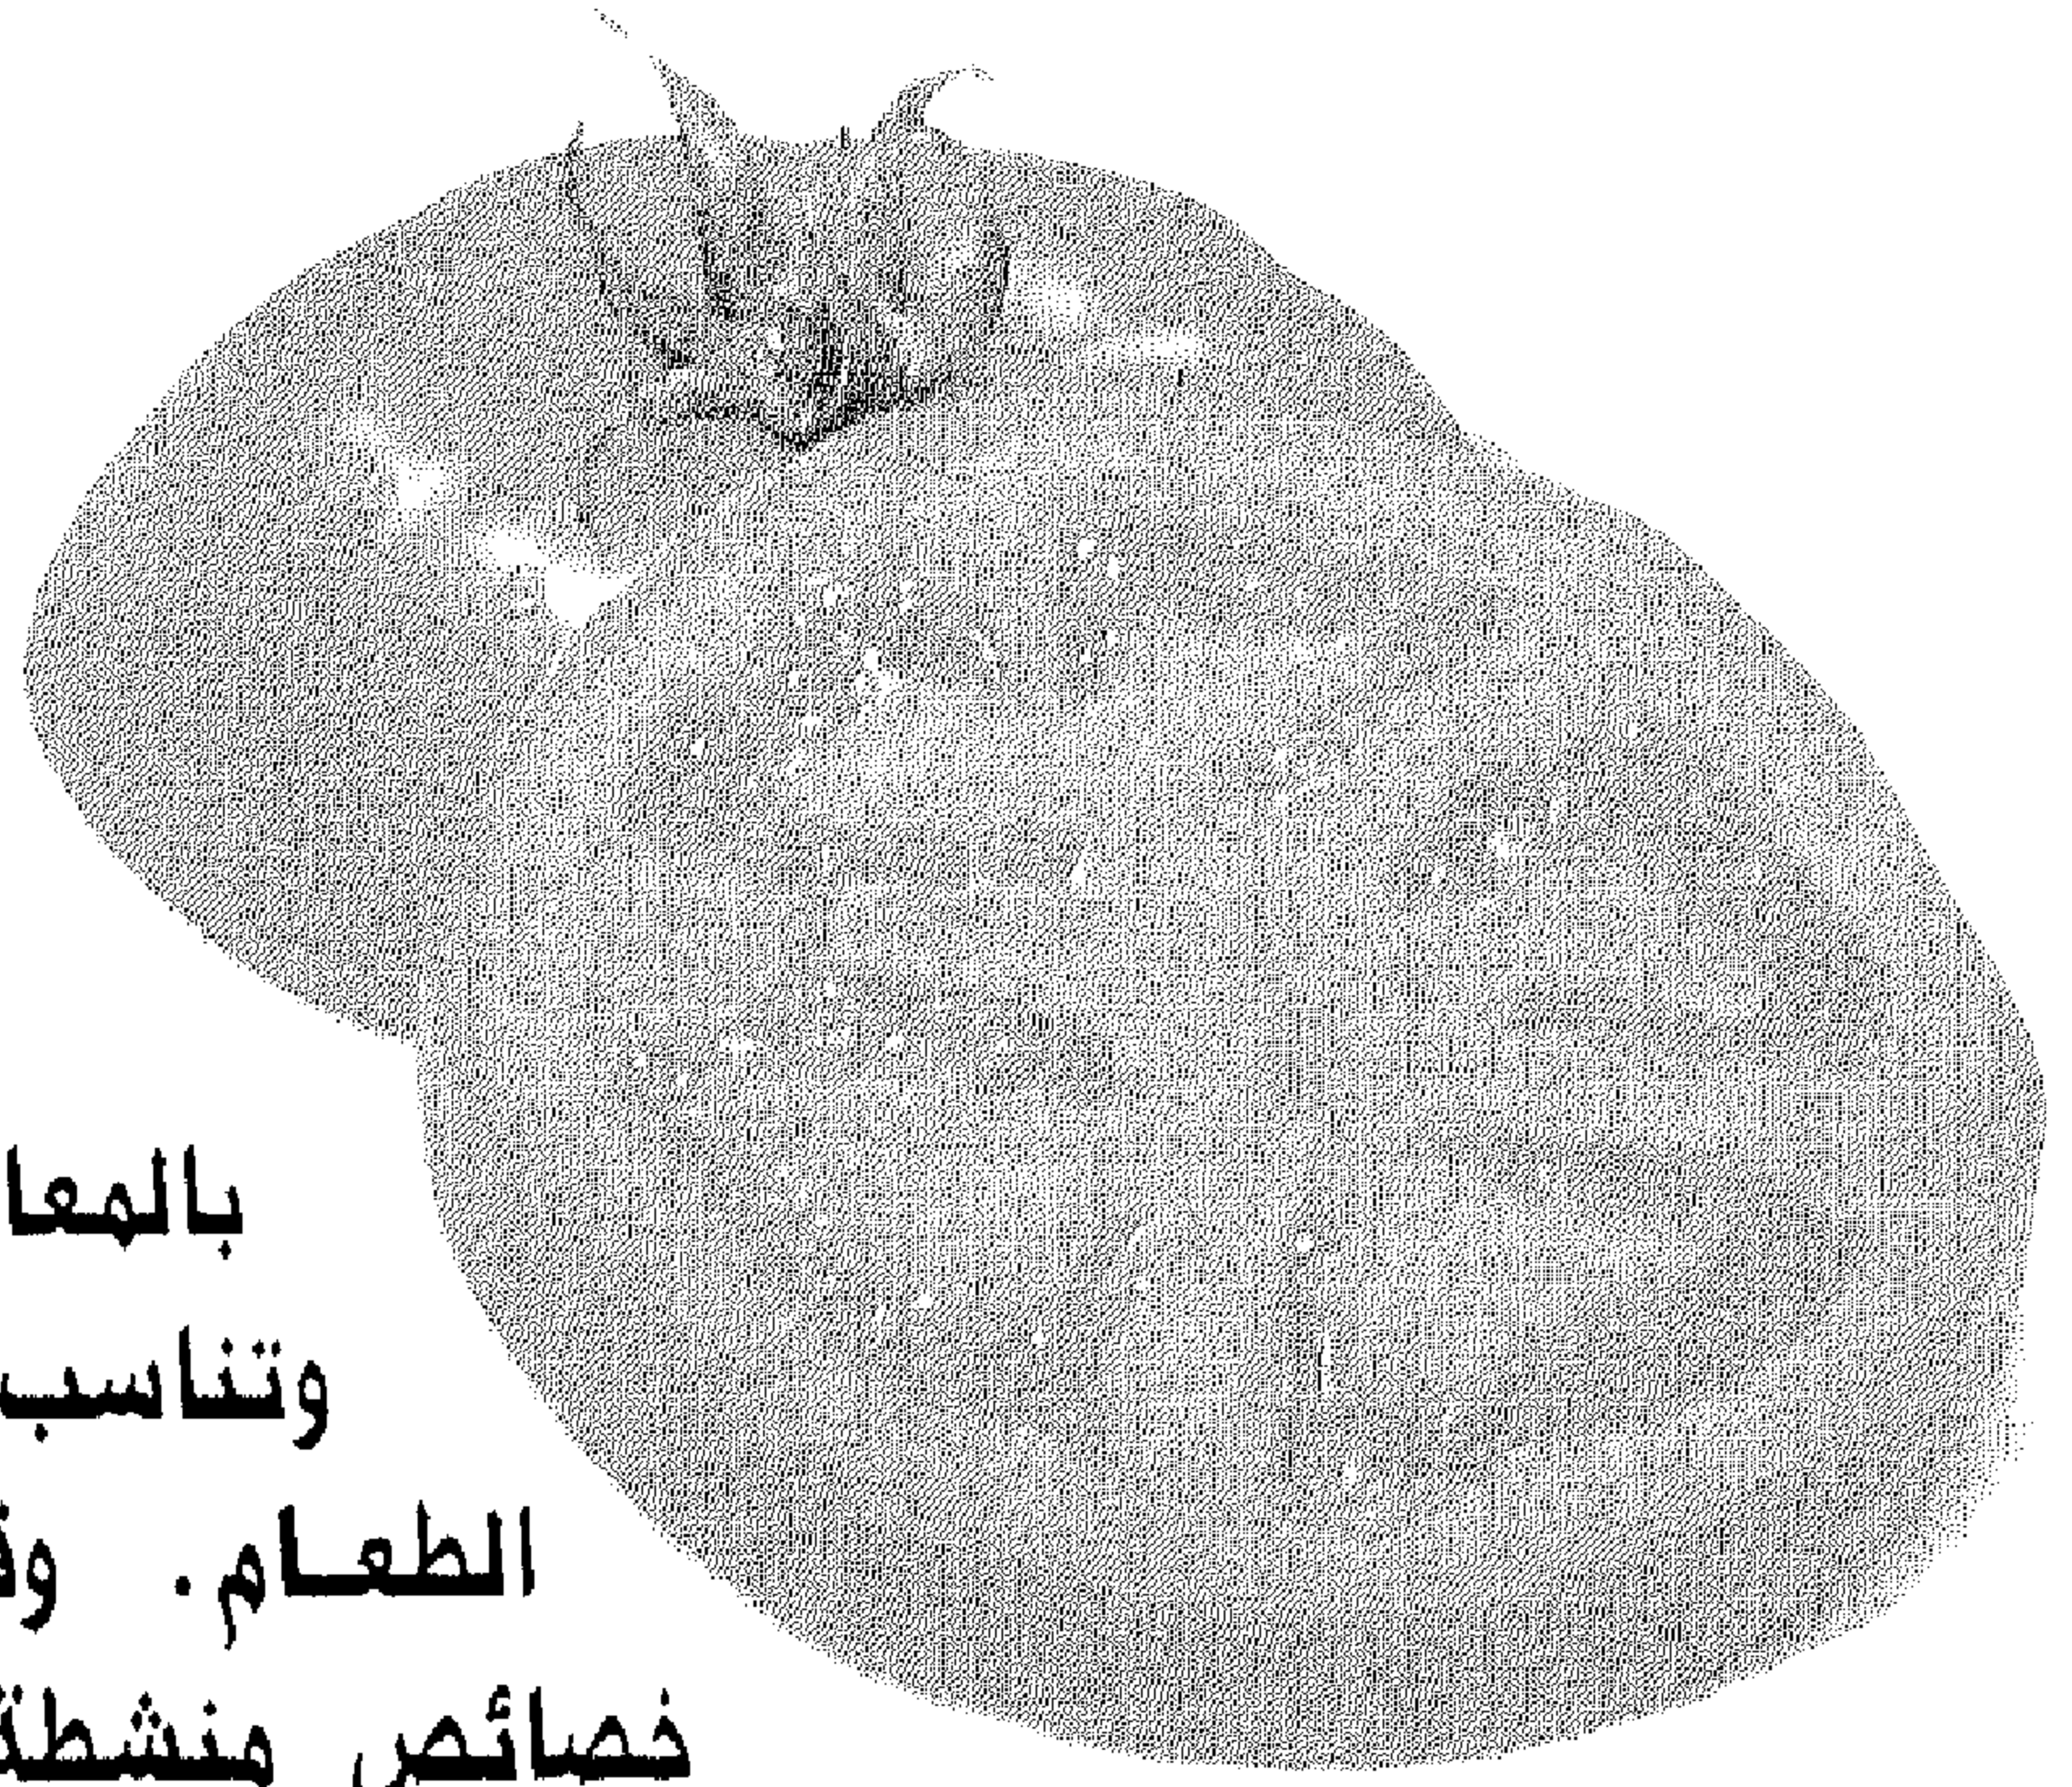 بالمعا
وتناسب
الطعام. وف
خصائص منشطة